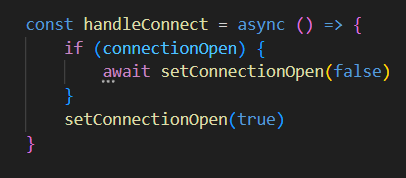 const handleConnect = async () => {
    if (connectionOpen) {
        await setConnectionOpen(false)
    }
    setConnectionOpen(true)
}